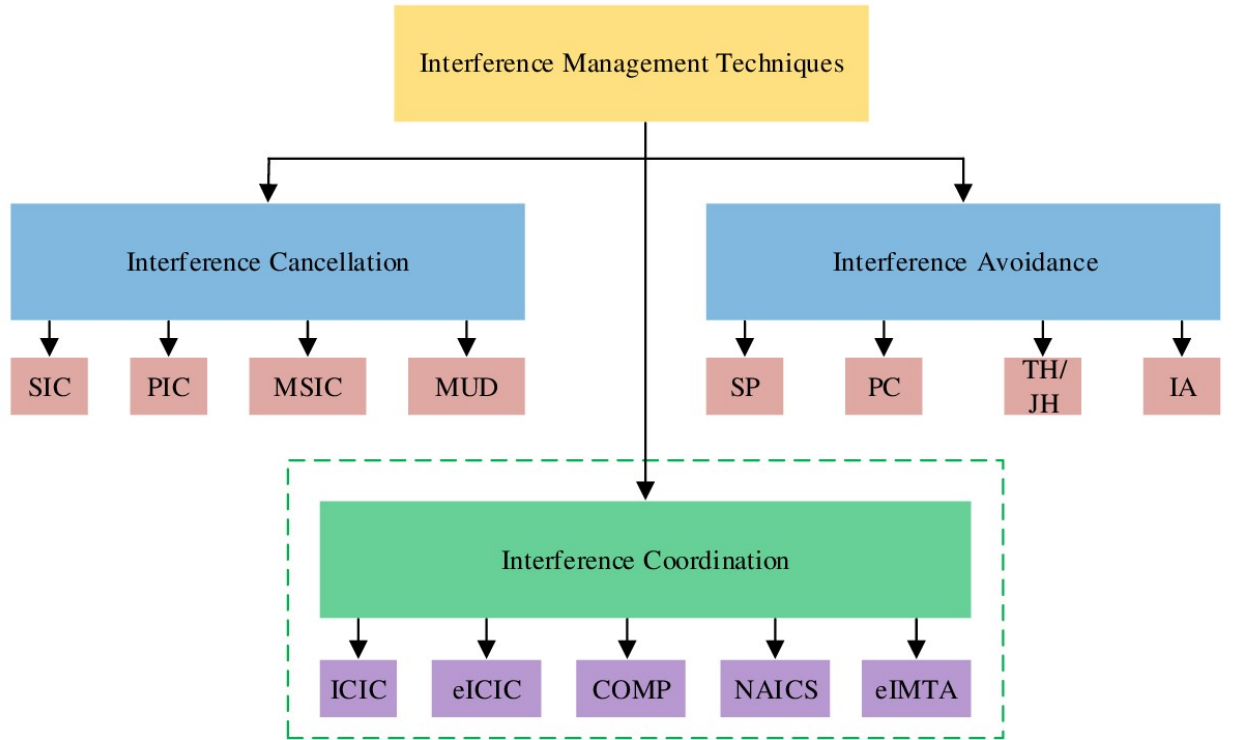 Interference Management Techniques
Interference Cancellation
Interference Avoidance
SIC
PIC
MSIC
MUD
SP
PC
TH/
JH
IA
Interference Coordination
ICIC
eICIC
COMP
NAICS
eIMTA